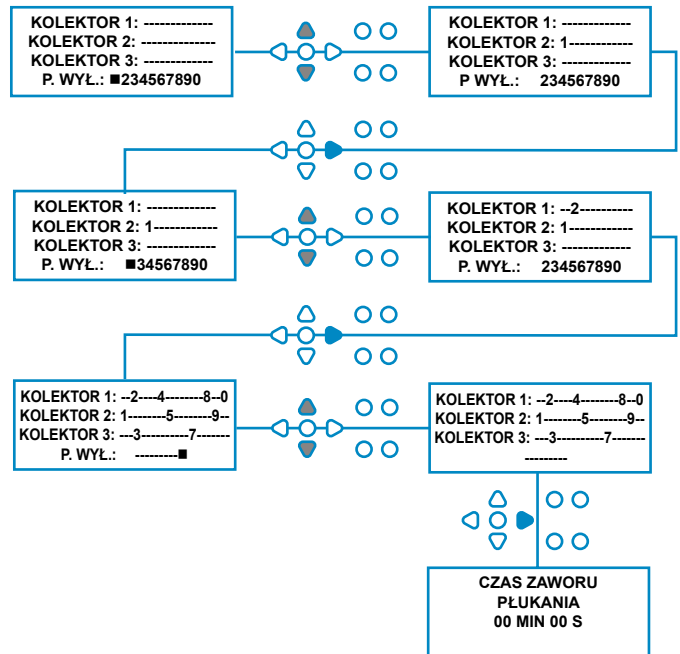 KOLEKTOR 1: -------------
KOLEKTOR 2: --------------
KOLEKTOR 3: -------------
P. WYŁ.: ■234567890
KOLEKTOR 1: -------------
KOLEKTOR 2: 1------------
KOLEKTOR 3: -------------
P WYŁ.: 234567890
KOLEKTOR 1: -------------
KOLEKTOR 2: 1------------
KOLEKTOR 3: -------------
P. WYŁ.: ■34567890
KOLEKTOR 1: --2----------
KOLEKTOR 2: 1------------
KOLEKTOR 3: -------------
P. WYŁ.: 234567890
KOLEKTOR 1: --2----4--------8--0
KOLEKTOR 2: 1--------5--------9--
KOLEKTOR 3: ---3----------7-------
P. WYŁ.: ---------■
KOLEKTOR 1: --2----4--------8--0
KOLEKTOR 2: 1--------5--------9--
KOLEKTOR 3: ---3----------7-------
---------
CZAS ZAWORU
PŁUKANIA
00 MIN 00 S